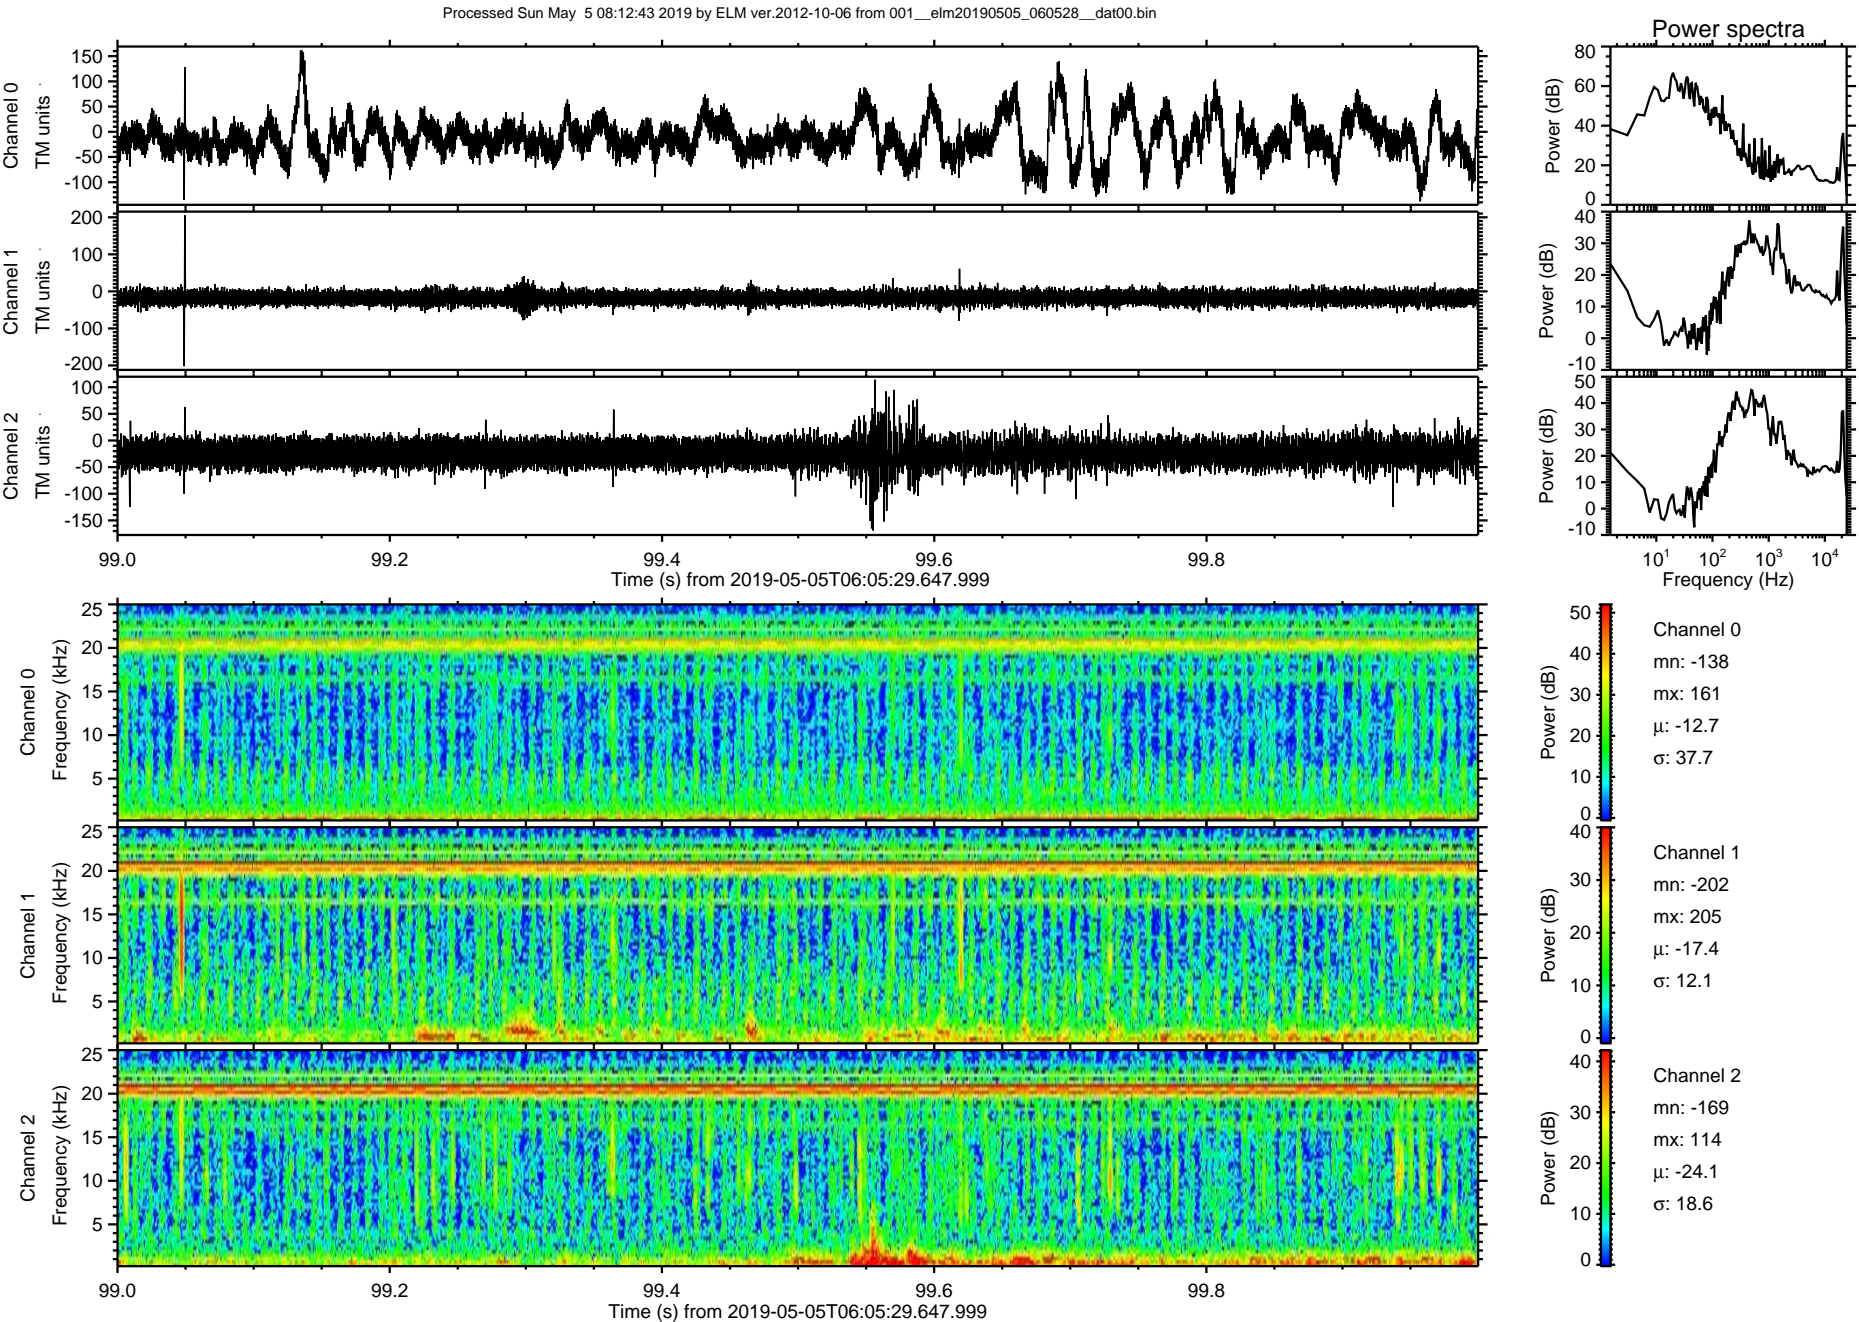 Processed Sun May  5 08:12:43 2019 by ELM ver.2012-10-06 from 001__elm20190505_060528__dat00.bin
Power spectra
Channel 0
TM units
150
100
50
0
-50
-100
Power (dB)
80
60
40
20
0
Channel 1
TM units
200
100
0
-100
-200
Power (dB)
40
30
20
10
0
-10
Channel 2
TM units
100
50
0
-50
-100
-150
Power (dB)
50
40
30
20
10
0
-10
99.0 99.2 99.4 99.6 99.8
Time (s) from 2019-05-05T06:05:29.647.999
10^1 10^2 10^3 10^4
Frequency (Hz)
Channel 0
Frequency (kHz)
25
20
15
10
5
Power (dB)
50
40
30
20
10
0
Channel 0
mn: -138
mx: 161
μ: -12.7
σ: 37.7
Channel 1
Frequency (kHz)
25
20
15
10
5
Power (dB)
40
30
20
10
0
Channel 1
mn: -202
mx: 205
μ: -17.4
σ: 12.1
Channel 2
Frequency (kHz)
25
20
15
10
5
Power (dB)
40
30
20
10
0
Channel 2
mn: -169
mx: 114
μ: -24.1
σ: 18.6
99.0 99.2 99.4 99.6 99.8
Time (s) from 2019-05-05T06:05:29.647.999